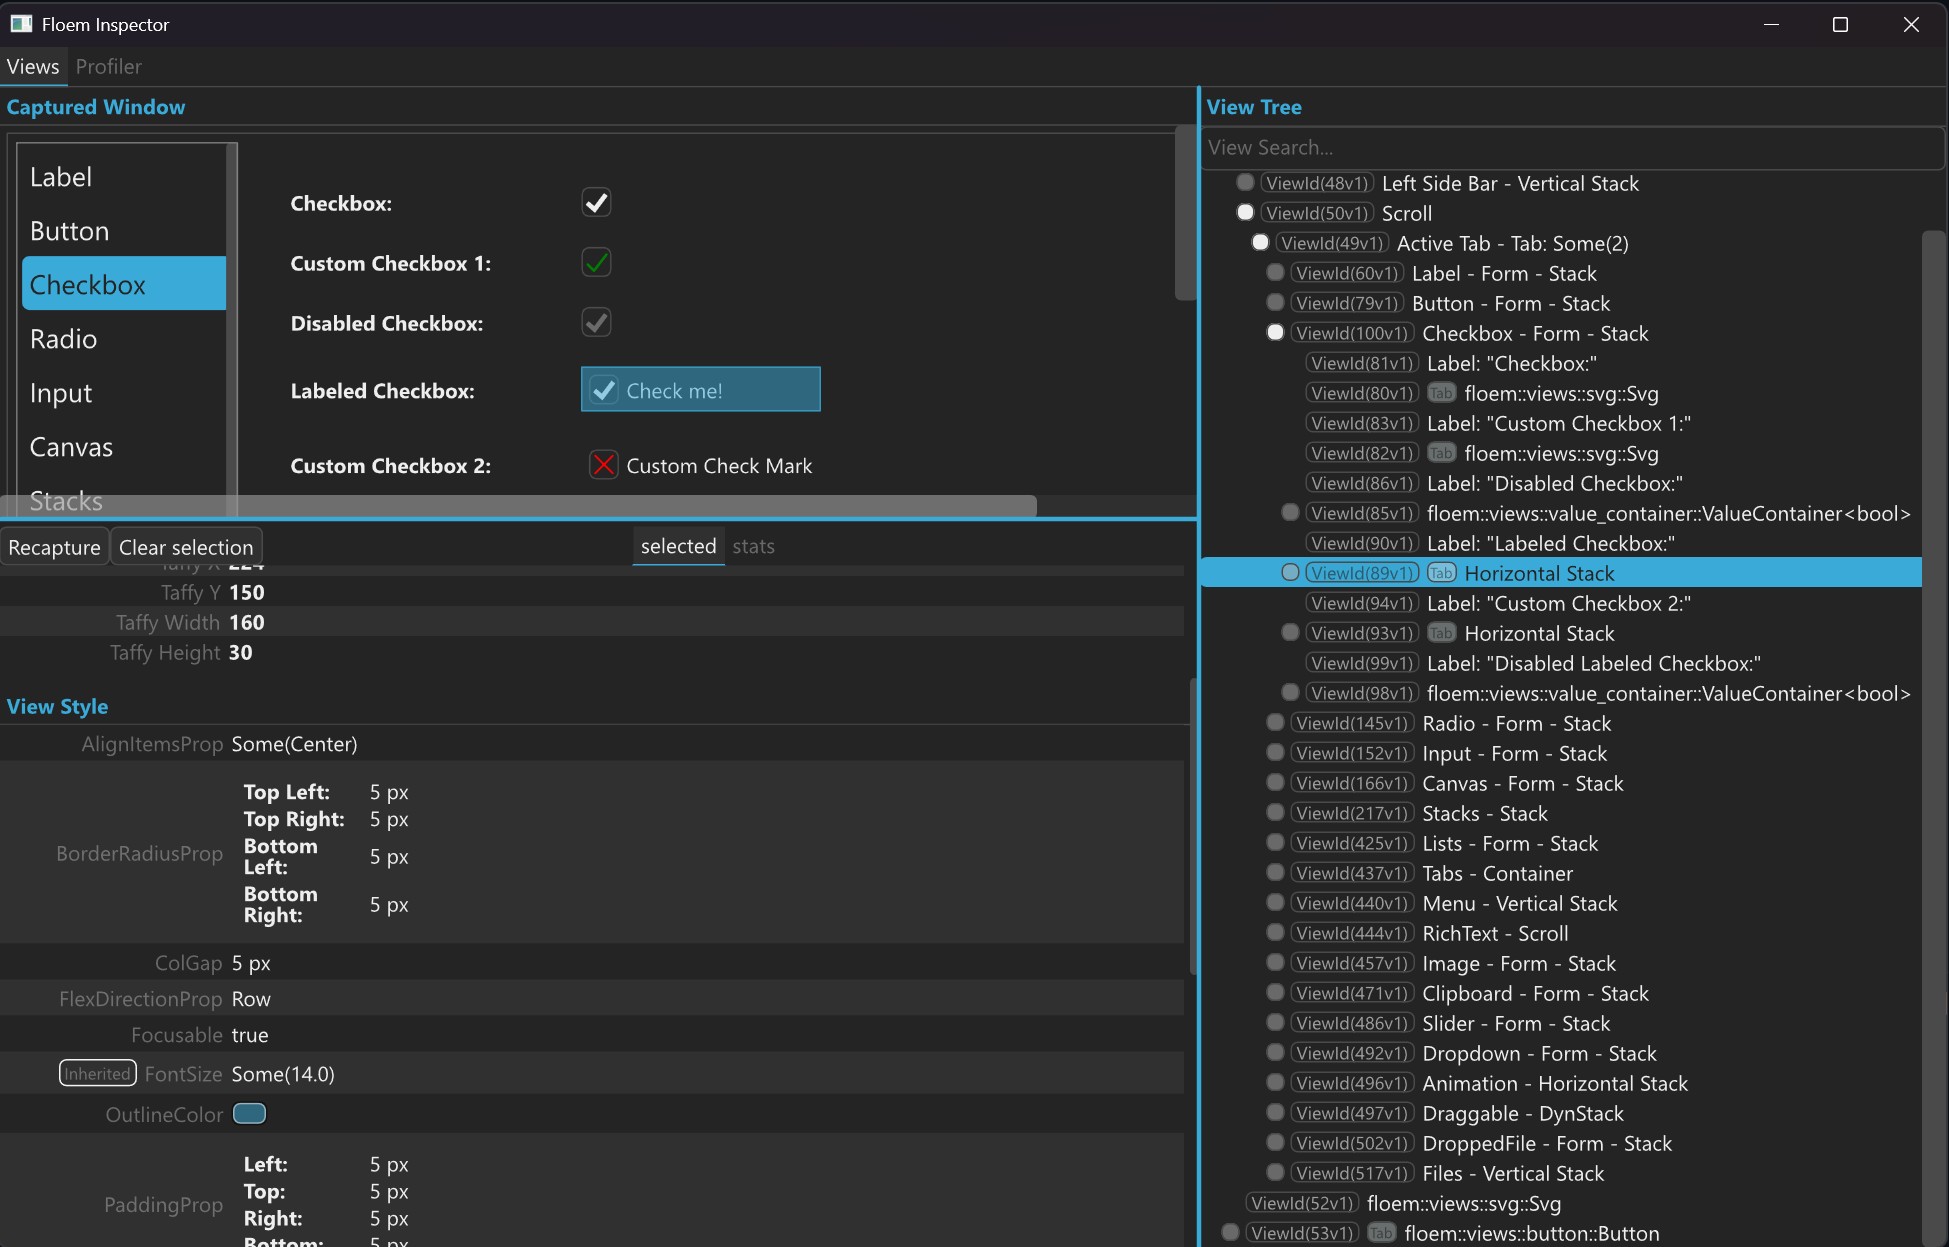 Floem Inspector
Views Profiler
Captured Window
Label
Button
Checkbox
Radio
Input
Canvas
Stacks
Checkbox:
Custom Checkbox 1:
Disabled Checkbox:
Labeled Checkbox: Check me!
Custom Checkbox 2: Custom Check Mark
Recapture Clear selection selected stats
Taffy X 224
Taffy Y 150
Taffy Width 160
Taffy Height 30
View Style
AlignItemsProp Some(Center)
BorderRadiusProp
Top Left: 5 px
Top Right: 5 px
Bottom Left: 5 px
Bottom Right: 5 px
ColGap 5 px
FlexDirectionProp Row
Focusable true
Inherited FontSize Some(14.0)
OutlineColor
PaddingProp
Left: 5 px
Top: 5 px
Right: 5 px
Bottom: 5 px
View Tree
View Search...
ViewId(48v1) Left Side Bar - Vertical Stack
ViewId(50v1) Scroll
ViewId(49v1) Active Tab - Tab: Some(2)
ViewId(60v1) Label - Form - Stack
ViewId(79v1) Button - Form - Stack
ViewId(100v1) Checkbox - Form - Stack
ViewId(81v1) Label: "Checkbox:"
ViewId(80v1) Tab floem::views::svg::Svg
ViewId(83v1) Label: "Custom Checkbox 1:"
ViewId(82v1) Tab floem::views::svg::Svg
ViewId(86v1) Label: "Disabled Checkbox:"
ViewId(85v1) floem::views::value_container::ValueContainer<bool>
ViewId(90v1) Label: "Labeled Checkbox:"
ViewId(89v1) Tab Horizontal Stack
ViewId(94v1) Label: "Custom Checkbox 2:"
ViewId(93v1) Tab Horizontal Stack
ViewId(99v1) Label: "Disabled Labeled Checkbox:"
ViewId(98v1) floem::views::value_container::ValueContainer<bool>
ViewId(145v1) Radio - Form - Stack
ViewId(152v1) Input - Form - Stack
ViewId(166v1) Canvas - Form - Stack
ViewId(217v1) Stacks - Stack
ViewId(425v1) Lists - Form - Stack
ViewId(437v1) Tabs - Container
ViewId(440v1) Menu - Vertical Stack
ViewId(444v1) RichText - Scroll
ViewId(457v1) Image - Form - Stack
ViewId(471v1) Clipboard - Form - Stack
ViewId(486v1) Slider - Form - Stack
ViewId(492v1) Dropdown - Form - Stack
ViewId(496v1) Animation - Horizontal Stack
ViewId(497v1) Draggable - DynStack
ViewId(502v1) DroppedFile - Form - Stack
ViewId(517v1) Files - Vertical Stack
ViewId(52v1) floem::views::svg::Svg
ViewId(53v1) Tab floem::views::button::Button